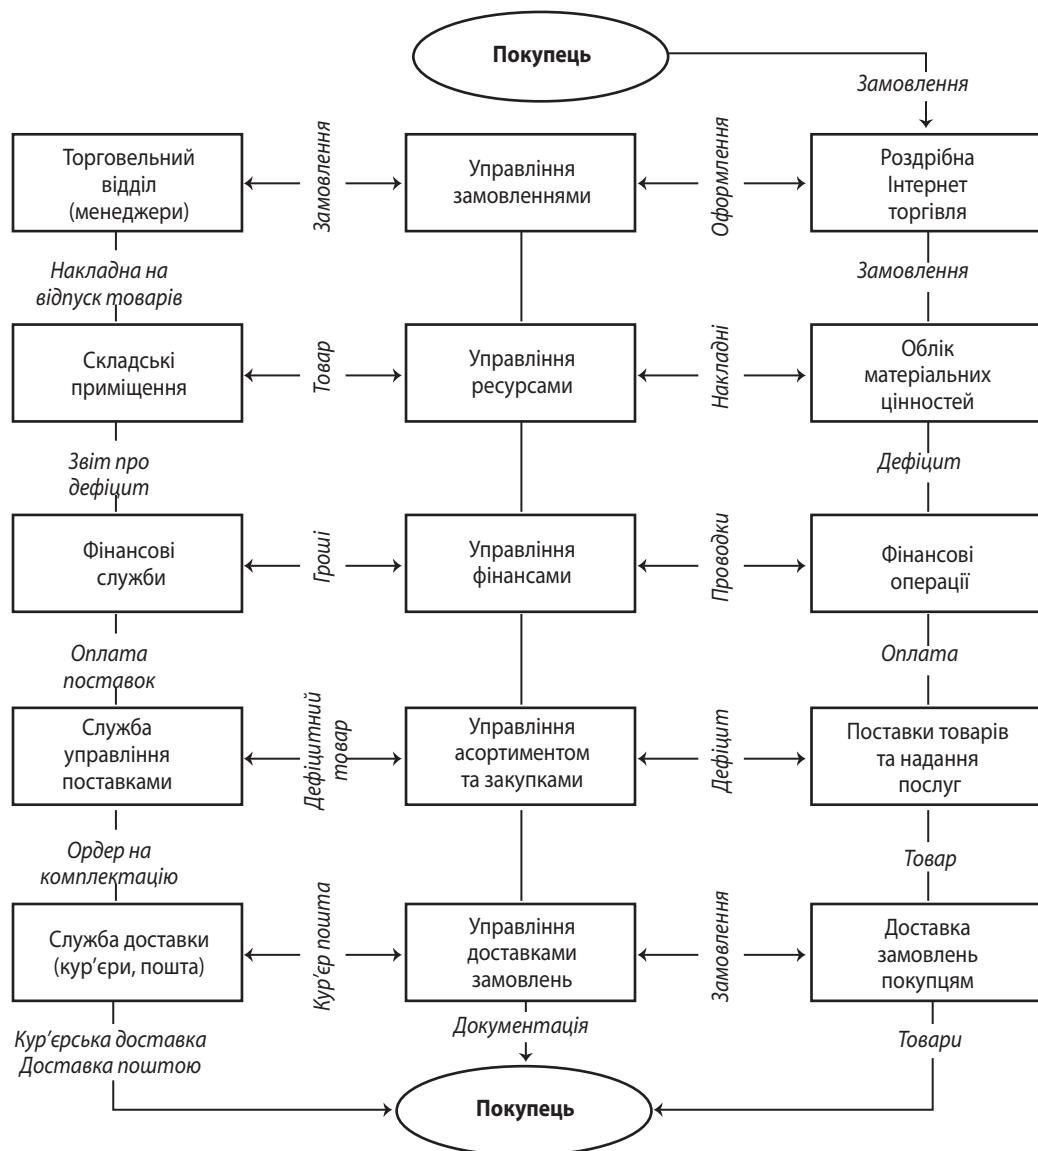 Покупець
Замовлення
Торговельний
відділ
(менеджери)
Замовлення
Управління
замовленнями
Оформлення
Роздрібна
Інтернет
торгівля
Накладна на
відпуск товарів
Замовлення
Складські
приміщення
Товар
Управління
ресурсами
Накладні
Облік
матеріальних
цінностей
Звіт про
дефіцит
Дефіцит
Фінансові
служби
Гроші
Управління
фінансами
Проводки
Фінансові
операції
Оплата
поставок
Оплата
Служба
управління
поставками
Дефіцитний
товар
Управління
асортиментом
та закупками
Дефіцит
Поставки товарів
та надання
послуг
Ордер на
комплектацію
Товар
Служба доставки
(кур’єри, пошта)
Кур’єр пошта
Управління
доставками
замовлень
Замовлення
Доставка
замовлень
покупцям
Кур’єрська доставка
Доставка поштою
Документація
Товари
Покупець